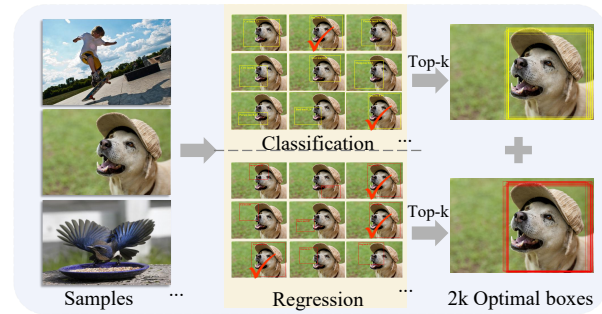 Top-k
Classification
...
Top-k
Samples
...
Regression
...
2k Optimal boxes